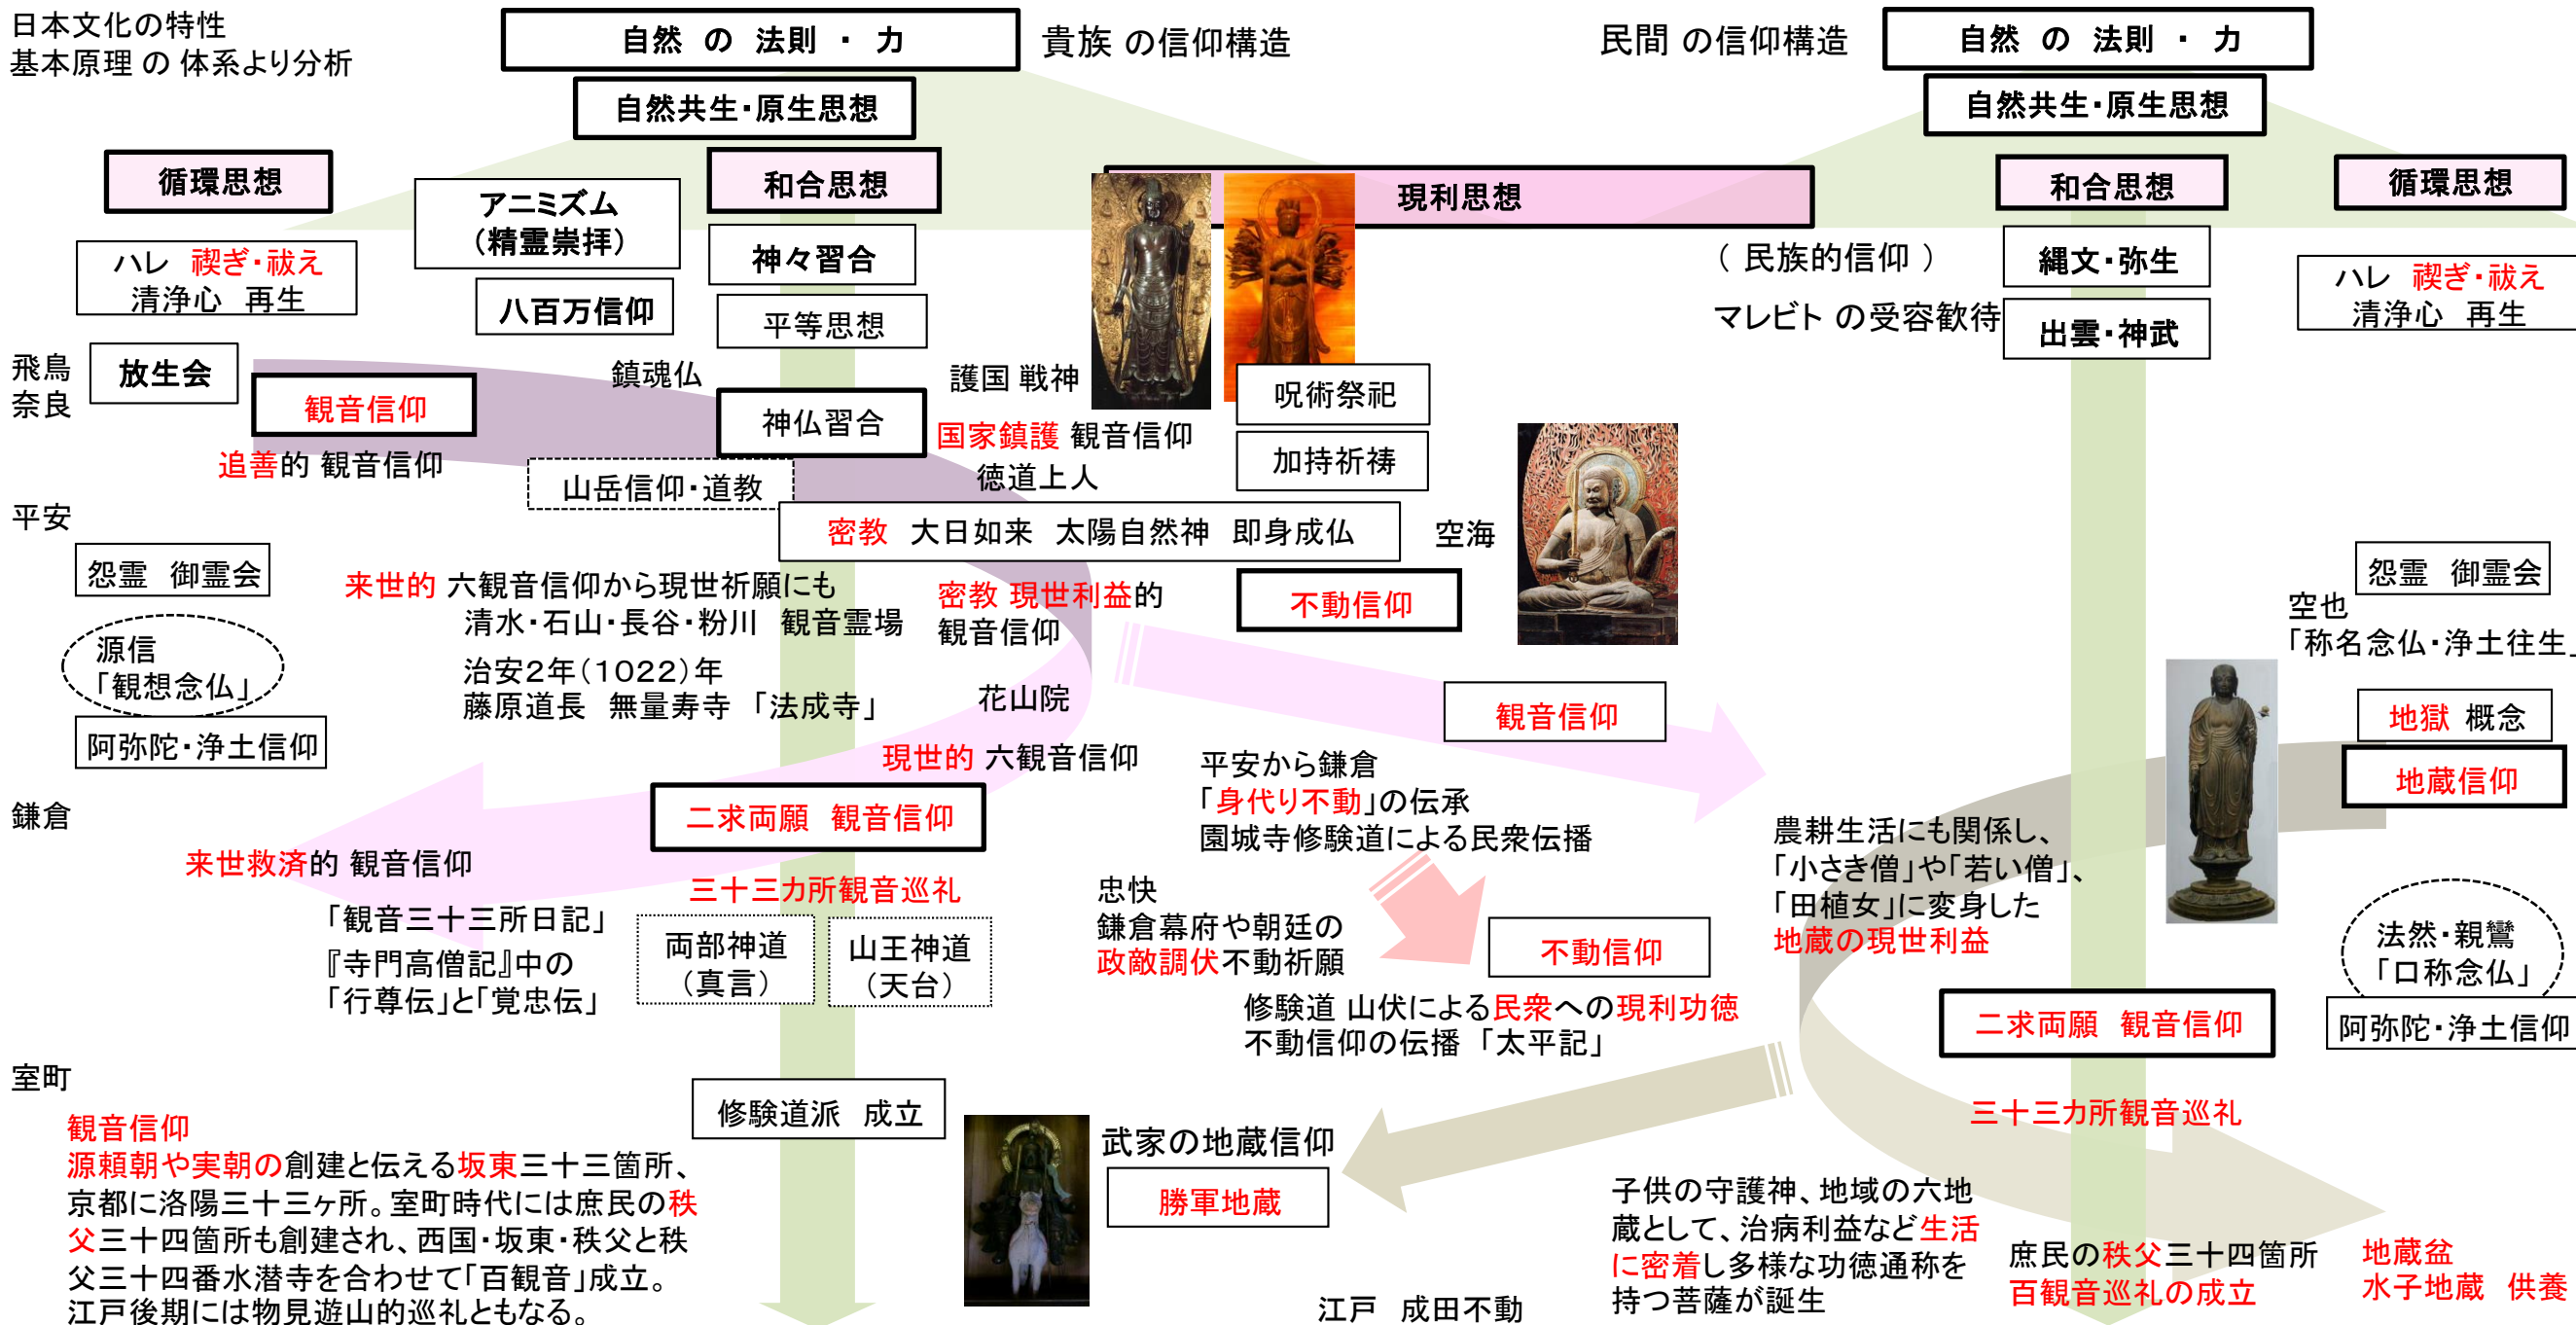 日本文化の特性
基本原理 の 体系より分析
自然 の 法則 ・ 力
貴族 の信仰構造
民間 の信仰構造
自然 の 法則 ・ 力
自然共生・原生思想
自然共生・原生思想
循環思想
アニミズム
（精霊崇拝）
和合思想
現利思想
和合思想
循環思想
ハレ 禊ぎ・祓え
清浄心 再生
八百万信仰
神々習合
平等思想
（ 民族的信仰 ）
マレビト の受容歓待
縄文・弥生
出雲・神武
ハレ 禊ぎ・祓え
清浄心 再生
飛鳥
奈良
放生会
観音信仰
追善的 観音信仰
鎮魂仏
神仏習合
山岳信仰・道教
護国 戦神
国家鎮護 観音信仰
徳道上人
呪術祭祀
加持祈祷
平安
密教 大日如来 太陽自然神 即身成仏
空海
怨霊 御霊会
源信
「観想念仏」
阿弥陀・浄土信仰
来世的 六観音信仰から現世祈願にも
清水・石山・長谷・粉川 観音霊場
治安2年（1022）年
藤原道長 無量寿寺 「法成寺」
密教 現世利益的
観音信仰
不動信仰
花山院
現世的 六観音信仰
観音信仰
怨霊 御霊会
空也
「称名念仏・浄土往生」
地獄 概念
地蔵信仰
鎌倉
二求両願 観音信仰
来世救済的 観音信仰
三十三カ所観音巡礼
「観音三十三所日記」
『寺門高僧記』中の
「行尊伝」と「覚忠伝」
両部神道
（真言）
山王神道
（天台）
平安から鎌倉
「身代り不動」の伝承
園城寺修験道による民衆伝播
忠快
鎌倉幕府や朝廷の
政敵調伏不動祈願
不動信仰
修験道 山伏による民衆への現利功徳
不動信仰の伝播 「太平記」
農耕生活にも関係し、
「小さき僧」や「若い僧」、
「田植女」に変身した
地蔵の現世利益
法然・親鸞
「口称念仏」
阿弥陀・浄土信仰
二求両願 観音信仰
三十三カ所観音巡礼
室町
修験道派 成立
観音信仰
源頼朝や実朝の創建と伝える坂東三十三箇所、
京都に洛陽三十三ヶ所。室町時代には庶民の秩
父三十四箇所も創建され、西国・坂東・秩父と秩
父三十四番水潜寺を合わせて「百観音」成立。
江戸後期には物見遊山的巡礼ともなる。
武家の地蔵信仰
勝軍地蔵
江戸 成田不動
子供の守護神、地域の六地
蔵として、治病利益など生活
に密着し多様な功徳通称を
持つ菩薩が誕生
庶民の秩父三十四箇所
百観音巡礼の成立
地蔵盆
水子地蔵 供養